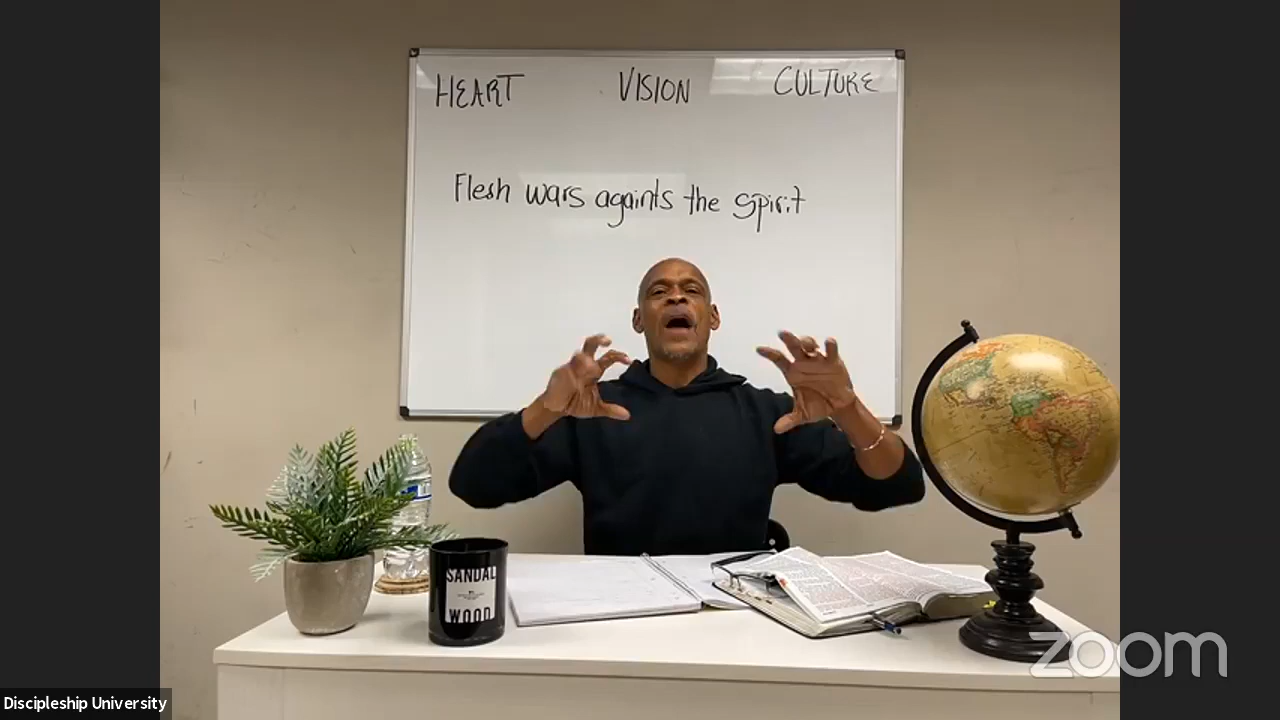 HEART VISION CULTURE
Flesh wars againts the spirit
SANDAL
WOOD
zoom
Discipleship University